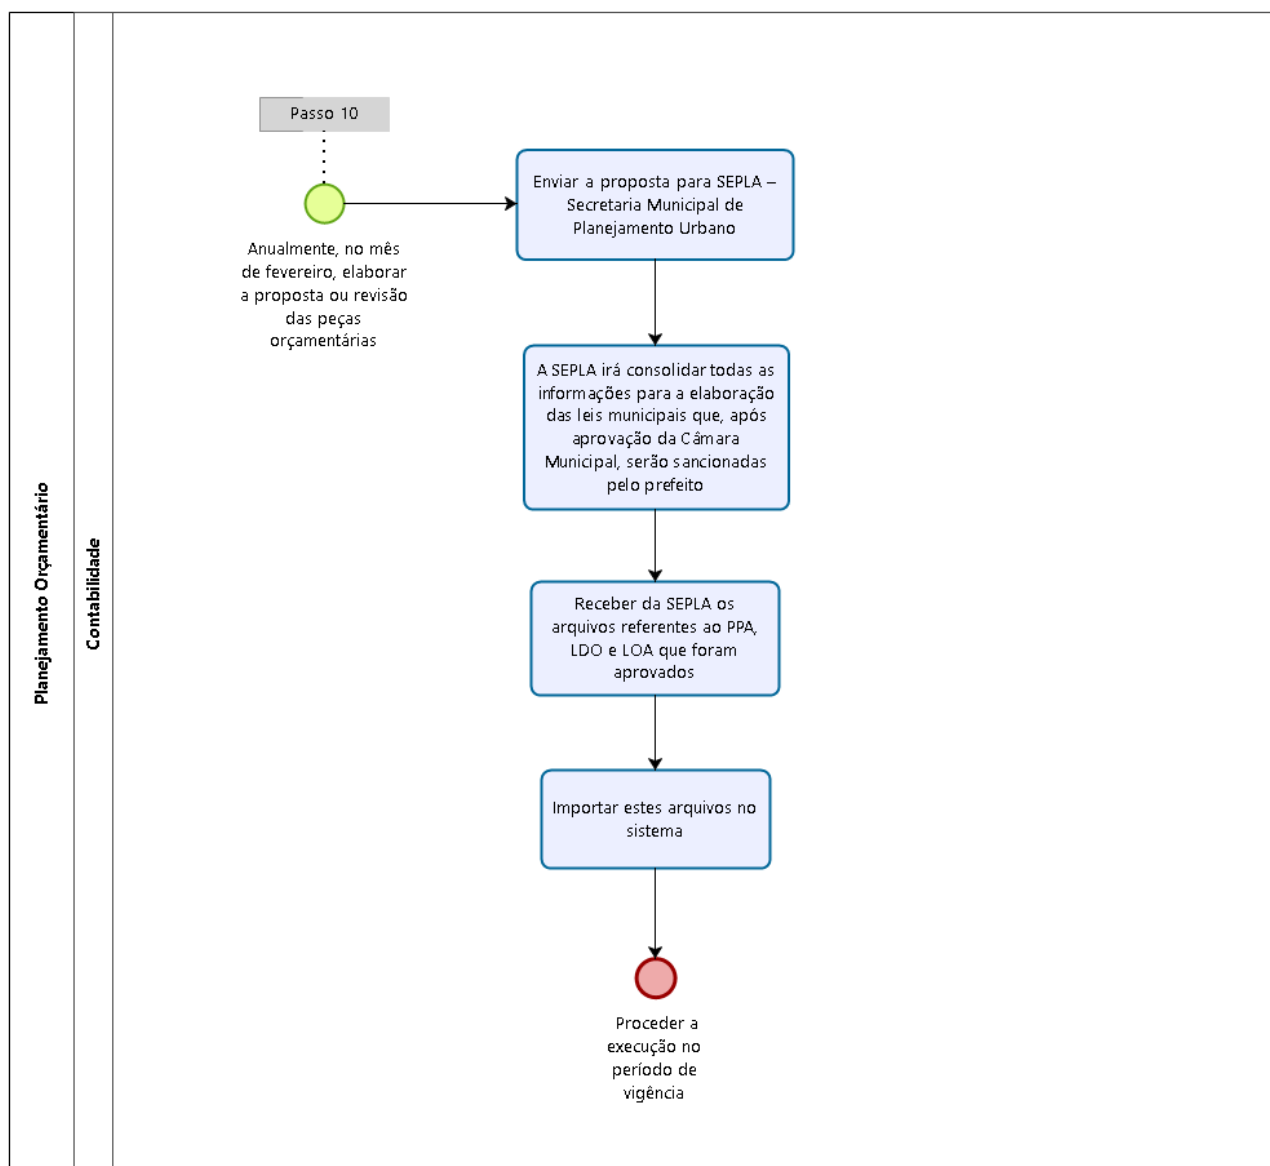 Planejamento Orçamentário
Contabilidade
Passo 10
Anualmente, no mês
de fevereiro, elaborar
a proposta ou revisão
das peças
orçamentárias
Enviar a proposta para SEPLA –
Secretaria Municipal de
Planejamento Urbano
A SEPLA irá consolidar todas as
informações para a elaboração
das leis municipais que, após
aprovação da Câmara
Municipal, serão sancionadas
pelo prefeito
Receber da SEPLA os
arquivos referentes ao PPA,
LDO e LOA que foram
aprovados
Importar estes arquivos no
sistema
Proceder a
execução no
período de
vigência